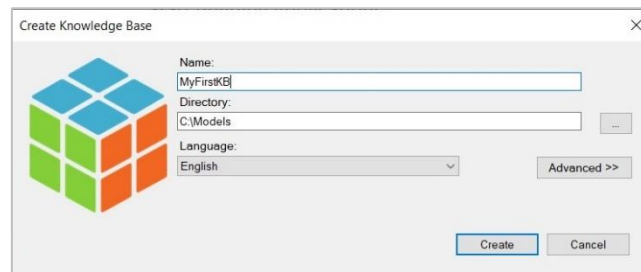 Create Knowledge Base
Name:
MyFirstKB
Directory:
C:\Models
...
Language:
English
Advanced >>
Create
Cancel